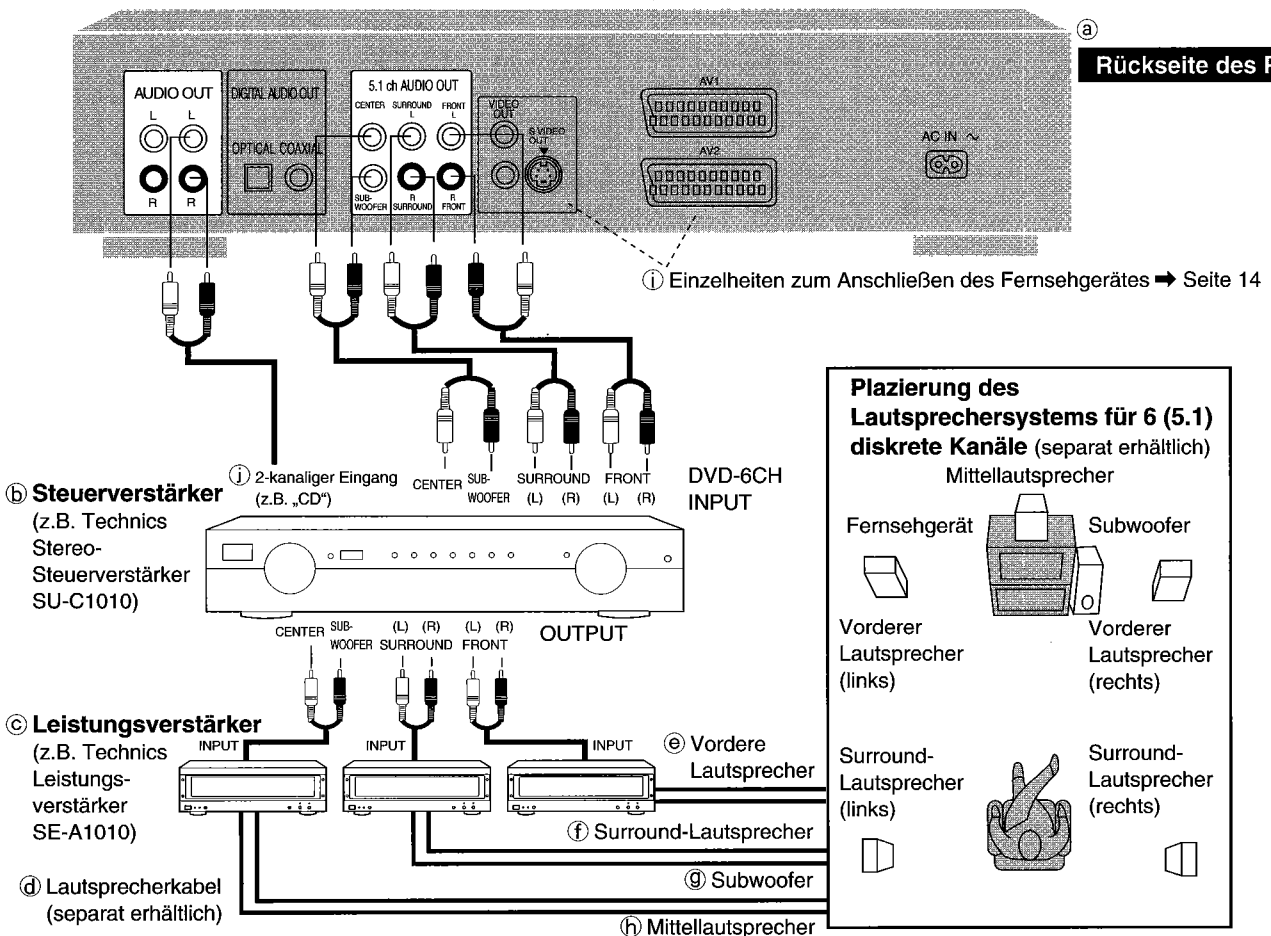 ⓐ
Rückseite des
AUDIO OUT
L L
R R
DIGITAL AUDIO OUT
OPTICAL COAXIAL
5.1 ch AUDIO OUT
CENTER SURROUND FRONT
L L
SUB-
WOOFER
R
SURROUND
R
FRONT
VIDEO
OUT
S VIDEO
OUT
AV1
AV2
AC IN ∼
ⓘ Einzelheiten zum Anschließen des Fernsehgerätes ➡ Seite 14
ⓙ 2-kanaliger Eingang
(z.B. „CD“)
CENTER
SUB-
WOOFER
SURROUND
(L) (R)
FRONT
(L) (R)
DVD-6CH
INPUT
ⓑ Steuerverstärker
(z.B. Technics
Stereo-
Steuerverstärker
SU-C1010)
CENTER
SUB-
WOOFER
(L) (R)
SURROUND
(L) (R)
FRONT
OUTPUT
ⓒ Leistungsverstärker
(z.B. Technics
Leistungs-
verstärker
SE-A1010)
INPUT
INPUT
INPUT
ⓓ Lautsprecherkabel
(separat erhältlich)
ⓔ Vordere
Lautsprecher
ⓕ Surround-Lautsprecher
ⓖ Subwoofer
ⓗ Mittellautsprecher
Plazierung des
Lautsprechersystems für 6 (5.1)
diskrete Kanäle (separat erhältlich)
Mittellautsprecher
Fernsehgerät
Subwoofer
Vorderer
Lautsprecher
(links)
Vorderer
Lautsprecher
(rechts)
Surround-
Lautsprecher
(links)
Surround-
Lautsprecher
(rechts)